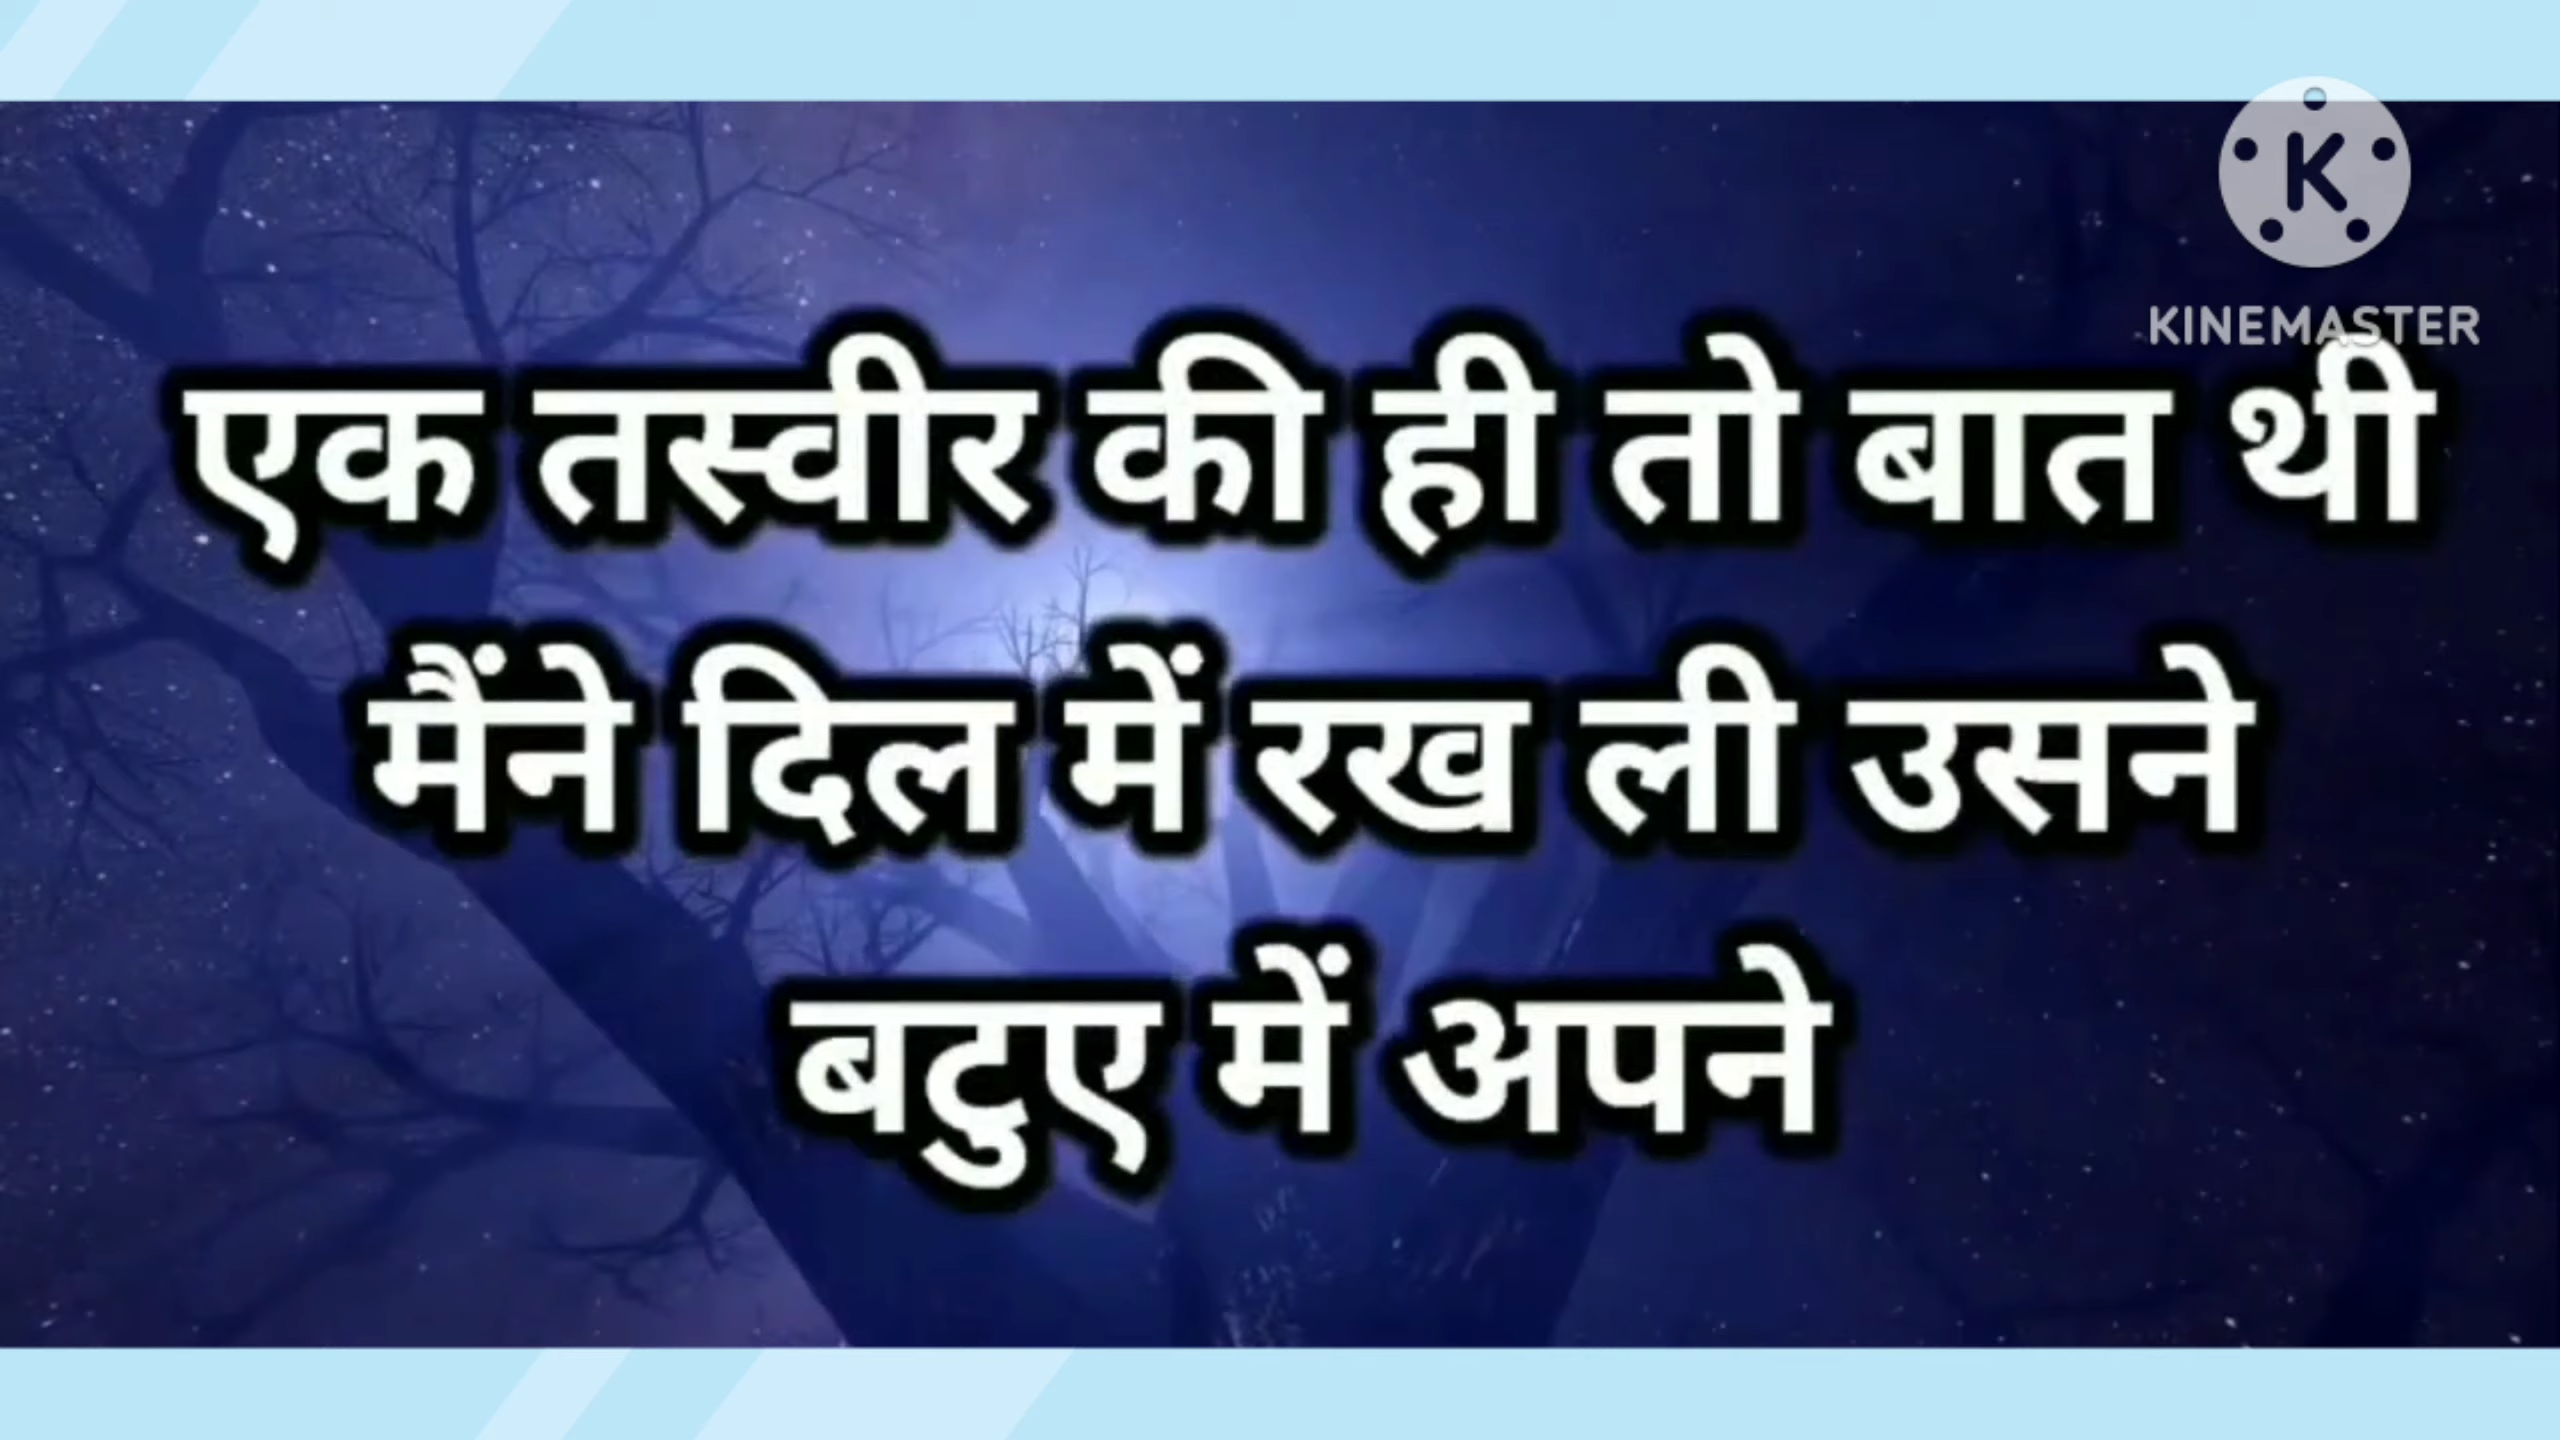 KINEMASTER
एक तस्वीर की ही तो बात थी
मैंने दिल में रख ली उसने
बटुए में अपने